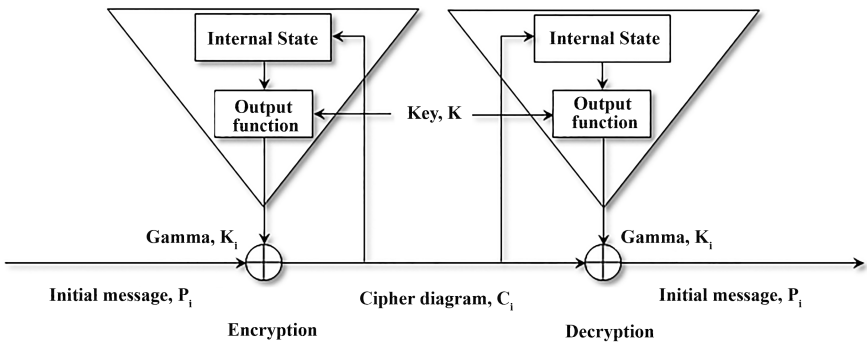 Internal State
Internal State
Output
function
Key, K
Output
function
Gamma, Ki
Gamma, Ki
Initial message, Pi
Cipher diagram, Ci
Initial message, Pi
Encryption
Decryption